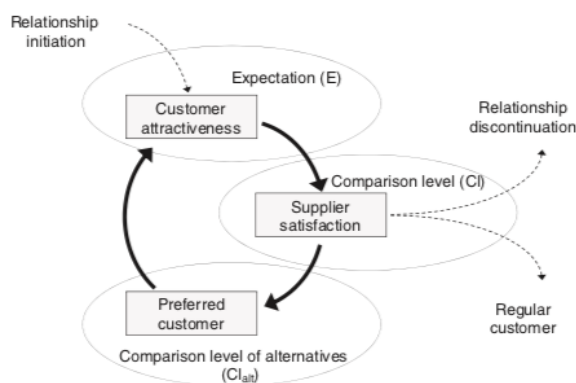 Relationship
initiation
Expectation (E)
Customer
attractiveness
Relationship
discontinuation
Comparison level (Cl)
Supplier
satisfaction
Preferred
customer
Regular
customer
Comparison level of alternatives
(Cl_alt)